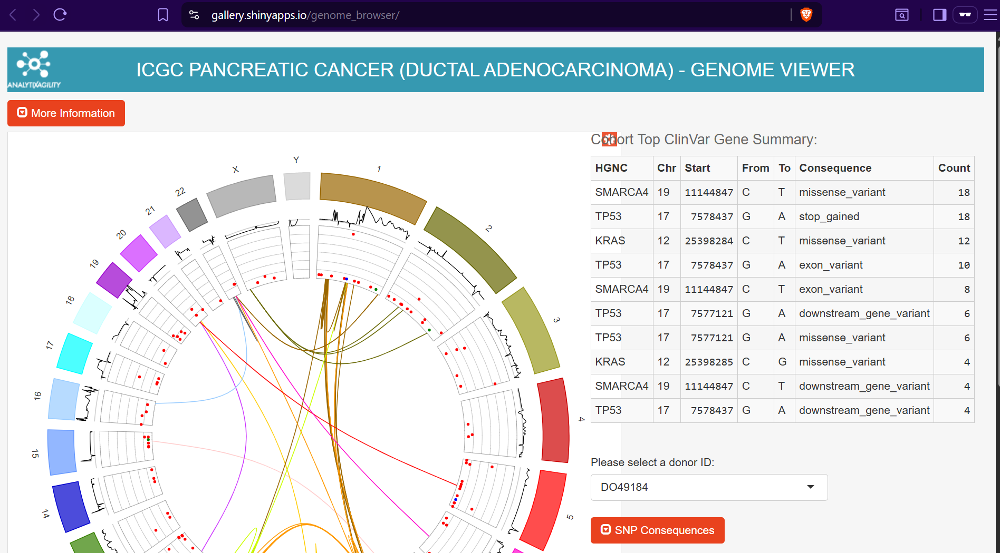 gallery.shinyapps.io/genome_browser/
ANALYTIXAGILITY
ICGC PANCREATIC CANCER (DUCTAL ADENOCARCINOMA) - GENOME VIEWER
More Information
Cohort Top ClinVar Gene Summary:
HGNC Chr Start From To Consequence Count
SMARCA4 19 11144847 C T missense_variant 18
TP53 17 7578437 G A stop_gained 18
KRAS 12 25398284 C T missense_variant 12
TP53 17 7578437 G A exon_variant 10
SMARCA4 19 11144847 C T exon_variant 8
TP53 17 7577121 G A downstream_gene_variant 6
TP53 17 7577121 G A missense_variant 6
KRAS 12 25398285 C G missense_variant 4
SMARCA4 19 11144847 C T downstream_gene_variant 4
TP53 17 7578437 G A downstream_gene_variant 4
Please select a donor ID:
DO49184
SNP Consequences
Y
1
2
3
4
5
14
15
16
17
18
19
20
21
22
X